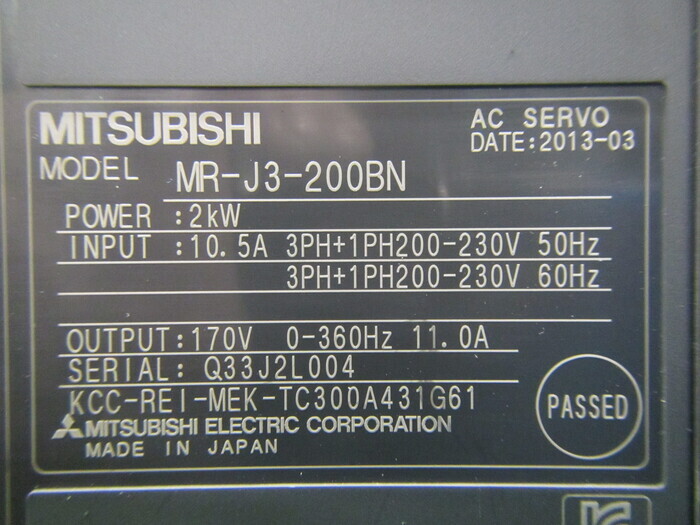 MITSUBISHI
AC SERVO
DATE:2013-03
MODEL MR-J3-200BN
POWER :2kW
INPUT :10.5A 3PH+1PH200-230V 50Hz
3PH+1PH200-230V 60Hz
OUTPUT:170V 0-360Hz 11.0A
SERIAL: Q33J2L004
KCC-REI-MEK-TC300A431G61
PASSED
MITSUBISHI ELECTRIC CORPORATION
MADE IN JAPAN